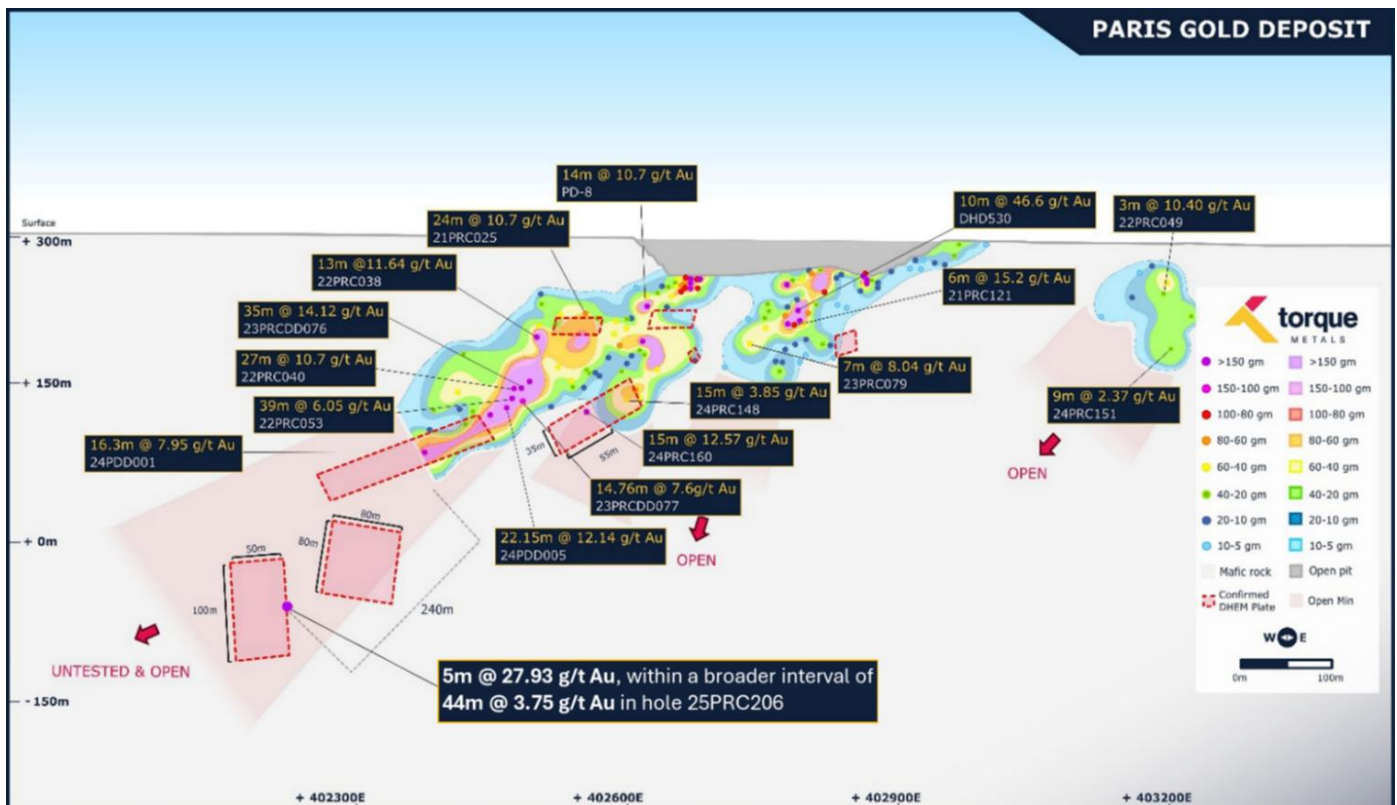 PARIS GOLD DEPOSIT
14m @ 10.7 g/t Au
PD-8
10m @ 46.6 g/t Au
DHD530
3m @ 10.40 g/t Au
22PRC049
24m @ 10.7 g/t Au
21PRC025
Surface
+ 300m
13m @11.64 g/t Au
22PRC038
6m @ 15.2 g/t Au
21PRC121
35m @ 14.12 g/t Au
23PRCDD076
27m @ 10.7 g/t Au
22PRC040
+ 150m
7m @ 8.04 g/t Au
23PRC079
39m @ 6.05 g/t Au
22PRC053
15m @ 3.85 g/t Au
24PRC148
9m @ 2.37 g/t Au
24PRC151
16.3m @ 7.95 g/t Au
24PDD001
35m
55m
15m @ 12.57 g/t Au
24PRC160
OPEN
14.76m @ 7.6g/t Au
23PRCDD077
22.15m @ 12.14 g/t Au
24PDD005
OPEN
+ 0m
80m
80m
50m
100m
240m
UNTESTED & OPEN
5m @ 27.93 g/t Au, within a broader interval of
44m @ 3.75 g/t Au in hole 25PRC206
- 150m
+ 402300E
+ 402600E
+ 402900E
+ 403200E
torque
METALS
>150 gm >150 gm
150-100 gm 150-100 gm
100-80 gm 100-80 gm
80-60 gm 80-60 gm
60-40 gm 60-40 gm
40-20 gm 40-20 gm
20-10 gm 20-10 gm
10-5 gm 10-5 gm
Mafic rock Open pit
Confirmed
DHEM Plate
Open Min
W E
0m 100m